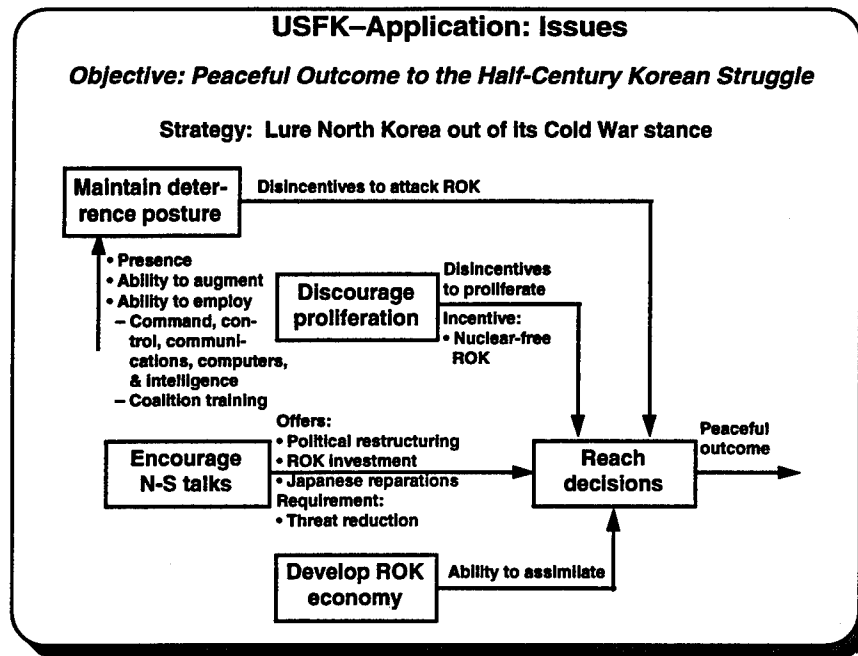 USFK–Application: Issues
Objective: Peaceful Outcome to the Half-Century Korean Struggle
Strategy: Lure North Korea out of its Cold War stance
Maintain deter-
rence posture
Disincentives to attack ROK
• Presence
• Ability to augment
• Ability to employ
– Command, con-
trol, communi-
cations, computers,
& intelligence
– Coalition training
Discourage
proliferation
Disincentives
to proliferate
Incentive:
• Nuclear-free
ROK
Encourage
N-S talks
Offers:
• Political restructuring
• ROK investment
• Japanese reparations
Requirement:
• Threat reduction
Reach
decisions
Peaceful
outcome
Develop ROK
economy
Ability to assimilate